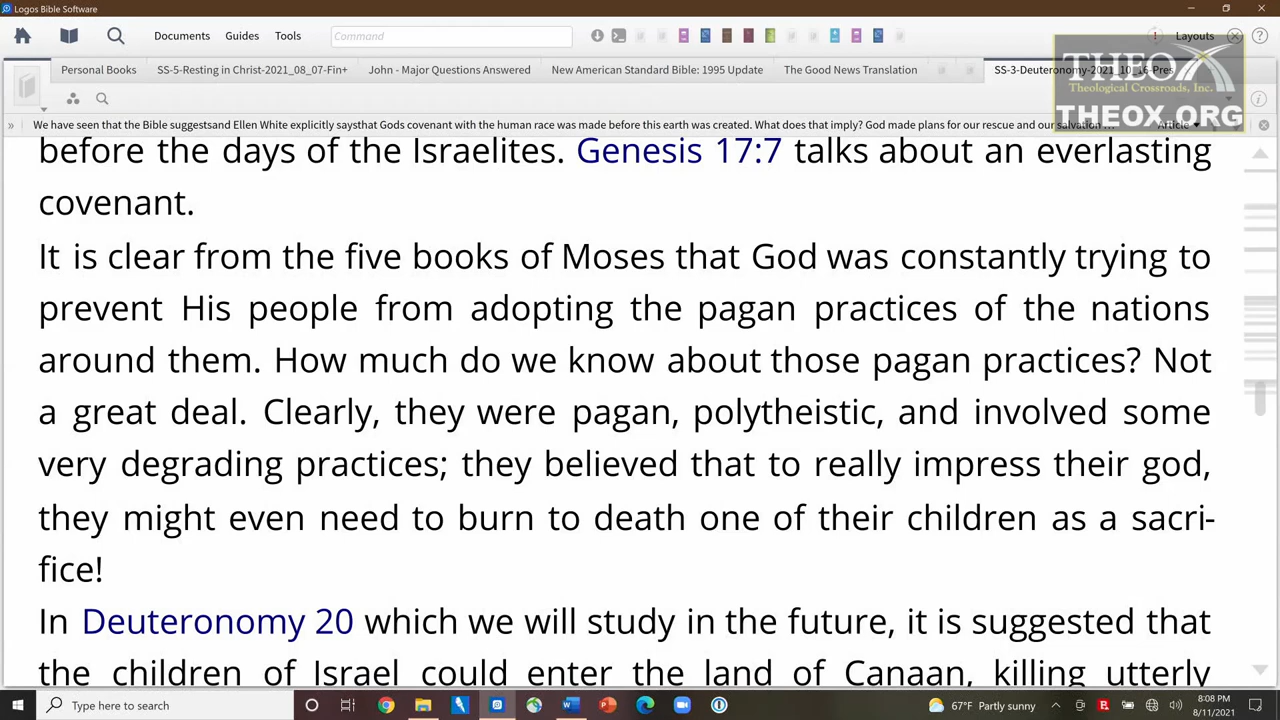 Logos Bible Software
Documents Guides Tools Command Layouts
Personal Books SS-5-Resting in Christ-2021_08_07-Fin+ New American Standard Bible: 1995 Update The Good News Translation SS-3-Deuteronomy-2021_10_16-Pres
THEOX
Theological Crossroads, Inc.
THEOX.ORG
We have seen that the Bible suggestsand Ellen White explicitly saysthat Gods covenant with the human race was made before this earth was created. What does that imply? God made plans for our rescue and our salvation ... Article
before the days of the Israelites. Genesis 17:7 talks about an everlasting
covenant.
It is clear from the five books of Moses that God was constantly trying to
prevent His people from adopting the pagan practices of the nations
around them. How much do we know about those pagan practices? Not
a great deal. Clearly, they were pagan, polytheistic, and involved some
very degrading practices; they believed that to really impress their god,
they might even need to burn to death one of their children as a sacri-
fice!
In Deuteronomy 20 which we will study in the future, it is suggested that
the children of Israel could enter the land of Canaan, killing utterly
Type here to search
67°F Partly sunny
8:08 PM
8/11/2021